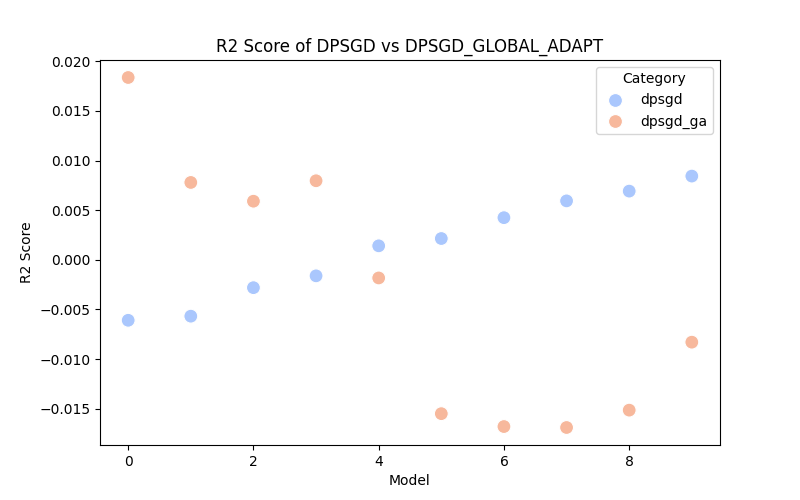 R2 Score of DPSGD vs DPSGD_GLOBAL_ADAPT
0.020
0.015
0.010
0.005
0.000
−0.005
−0.010
−0.015
R2 Score
Category
dpsgd
dpsgd_ga
0 2 4 6 8
Model